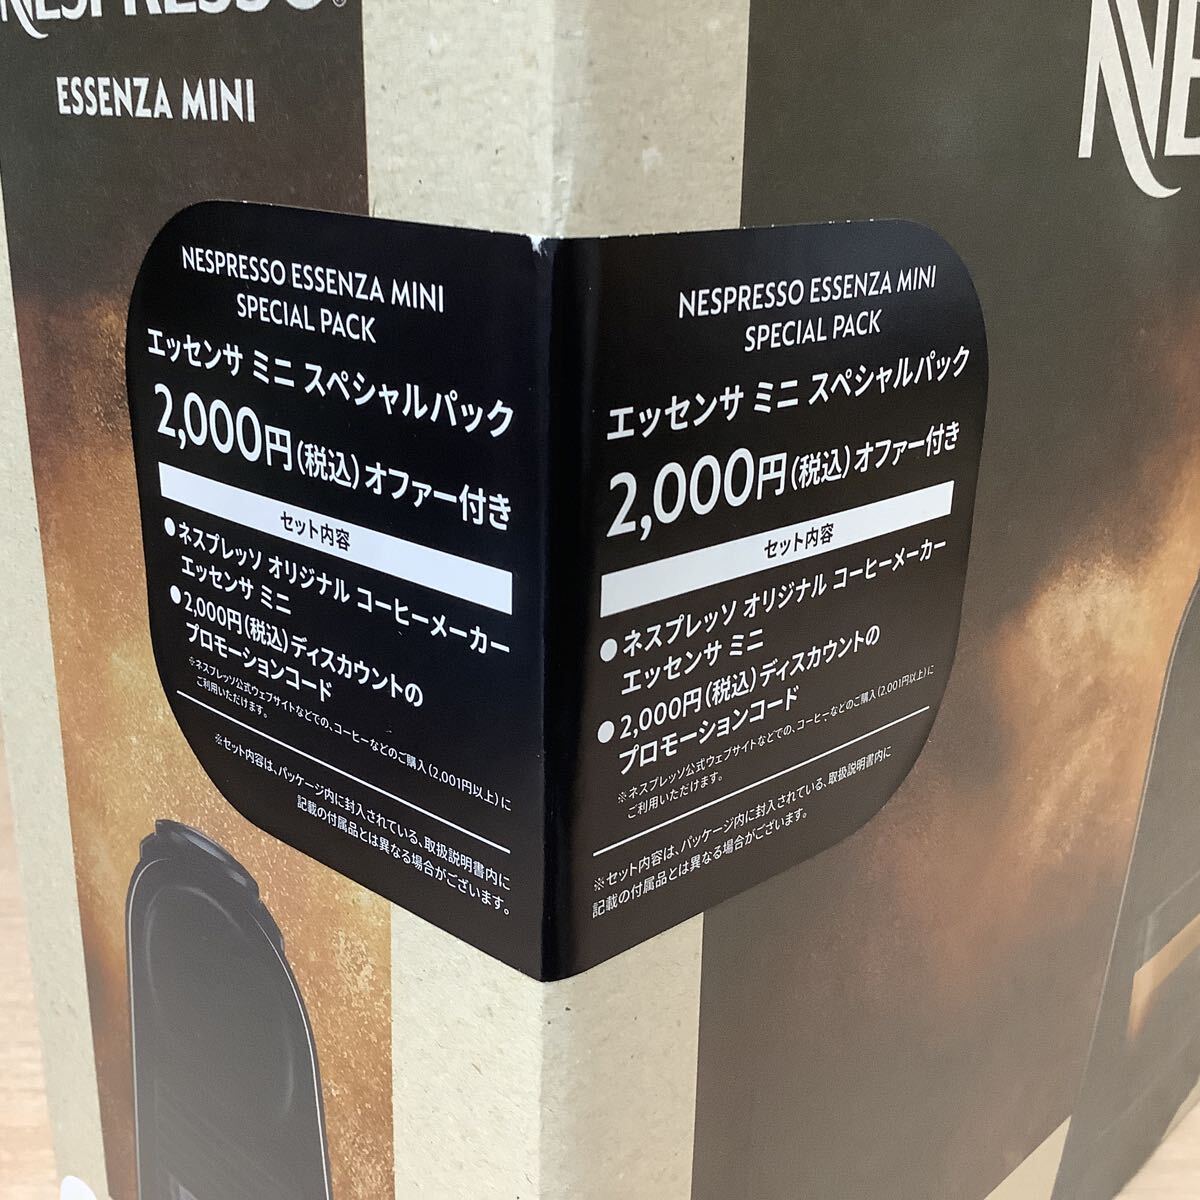 NESPRESSO
ESSENZA MINI
NESPRESSO ESSENZA MINI
SPECIAL PACK
エッセンサ ミニ スペシャルパック
2,000円(税込)オファー付き
セット内容
●ネスプレッソ オリジナル コーヒーメーカー
エッセンサ ミニ
●2,000円(税込)ディスカウントの
プロモーションコード
※ネスプレッソ公式ウェブサイトなどでの、コーヒーなどのご購入(2,001円以上)に
ご利用いただけます。
※セット内容は、パッケージ内に封入されている、取扱説明書内に
記載の付属品とは異なる場合がございます。
NE
NESPRESSO ESSENZA MINI
SPECIAL PACK
エッセンサ ミニ スペシャルパック
2,000円(税込)オファー付き
セット内容
●ネスプレッソ オリジナル コーヒーメーカー
エッセンサ ミニ
●2,000円(税込)ディスカウントの
プロモーションコード
※ネスプレッソ公式ウェブサイトなどでの、コーヒーなどのご購入(2,001円以上)に
ご利用いただけます。
※セット内容は、パッケージ内に封入されている、取扱説明書内に
記載の付属品とは異なる場合がございます。